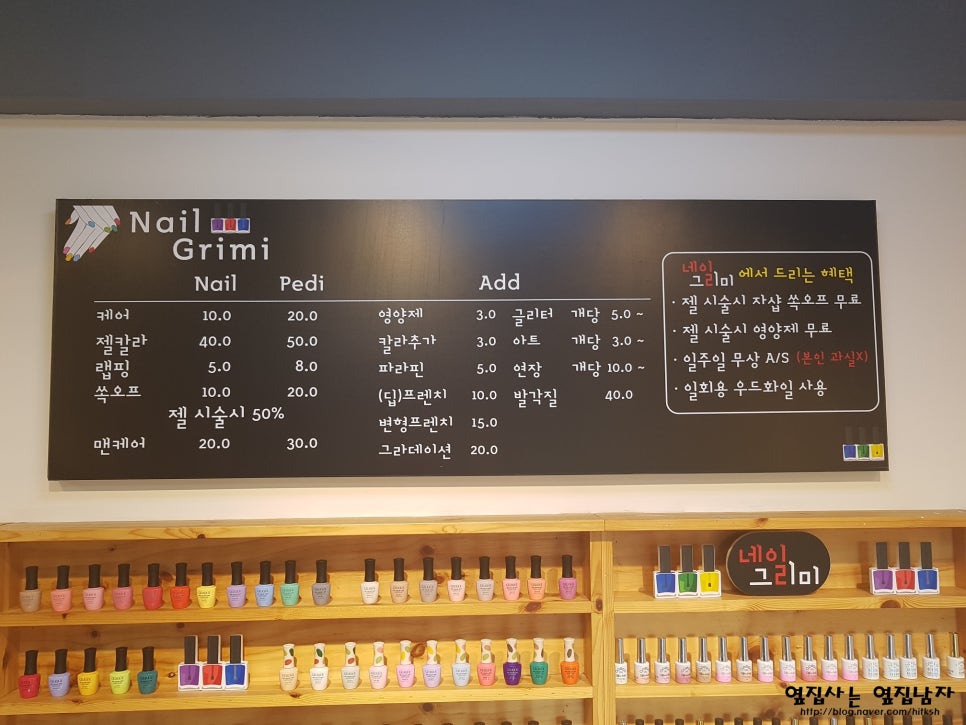 Nail
Grimi
Nail Pedi
케어 10.0 20.0
젤칼라 40.0 50.0
랩핑 5.0 8.0
쏙오프 10.0 20.0
젤 시술시 50%
맨케어 20.0 30.0
Add
영양제 3.0 글리터 개당 5.0 ~
칼라추가 3.0 아트 개당 3.0 ~
파라핀 5.0 연장 개당 10.0 ~
(딥)프렌치 10.0 발각질 40.0
변형프렌치 15.0
그라데이션 20.0
네일그리미 에서 드리는 혜택
· 젤 시술시 자샵 쏙오프 무료
· 젤 시술시 영양제 무료
· 일주일 무상 A/S (본인 과실X)
· 일회용 우드화일 사용
네일
그리미
옆집사는 옆집남자
http://blog.naver.com/hitksh